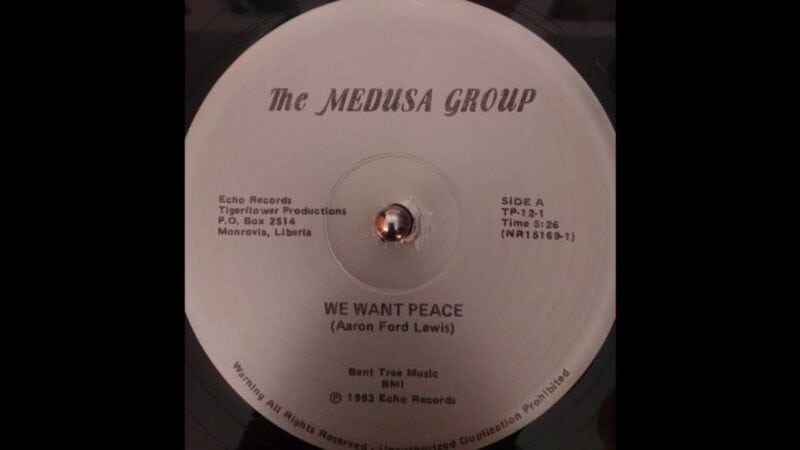 The MEDUSA GROUP
Echo Records
Tigerflower Productions
P.O. Box 2514
Monrovia, Liberia
SIDE A
TP-12-1
Time 5:26
(NR15169-1)
WE WANT PEACE
(Aaron Ford Lewis)
Bent Tree Music
BMI
℗ 1983 Echo Records
Warning All Rights Reserved - Unauthorized Duplication Prohibited